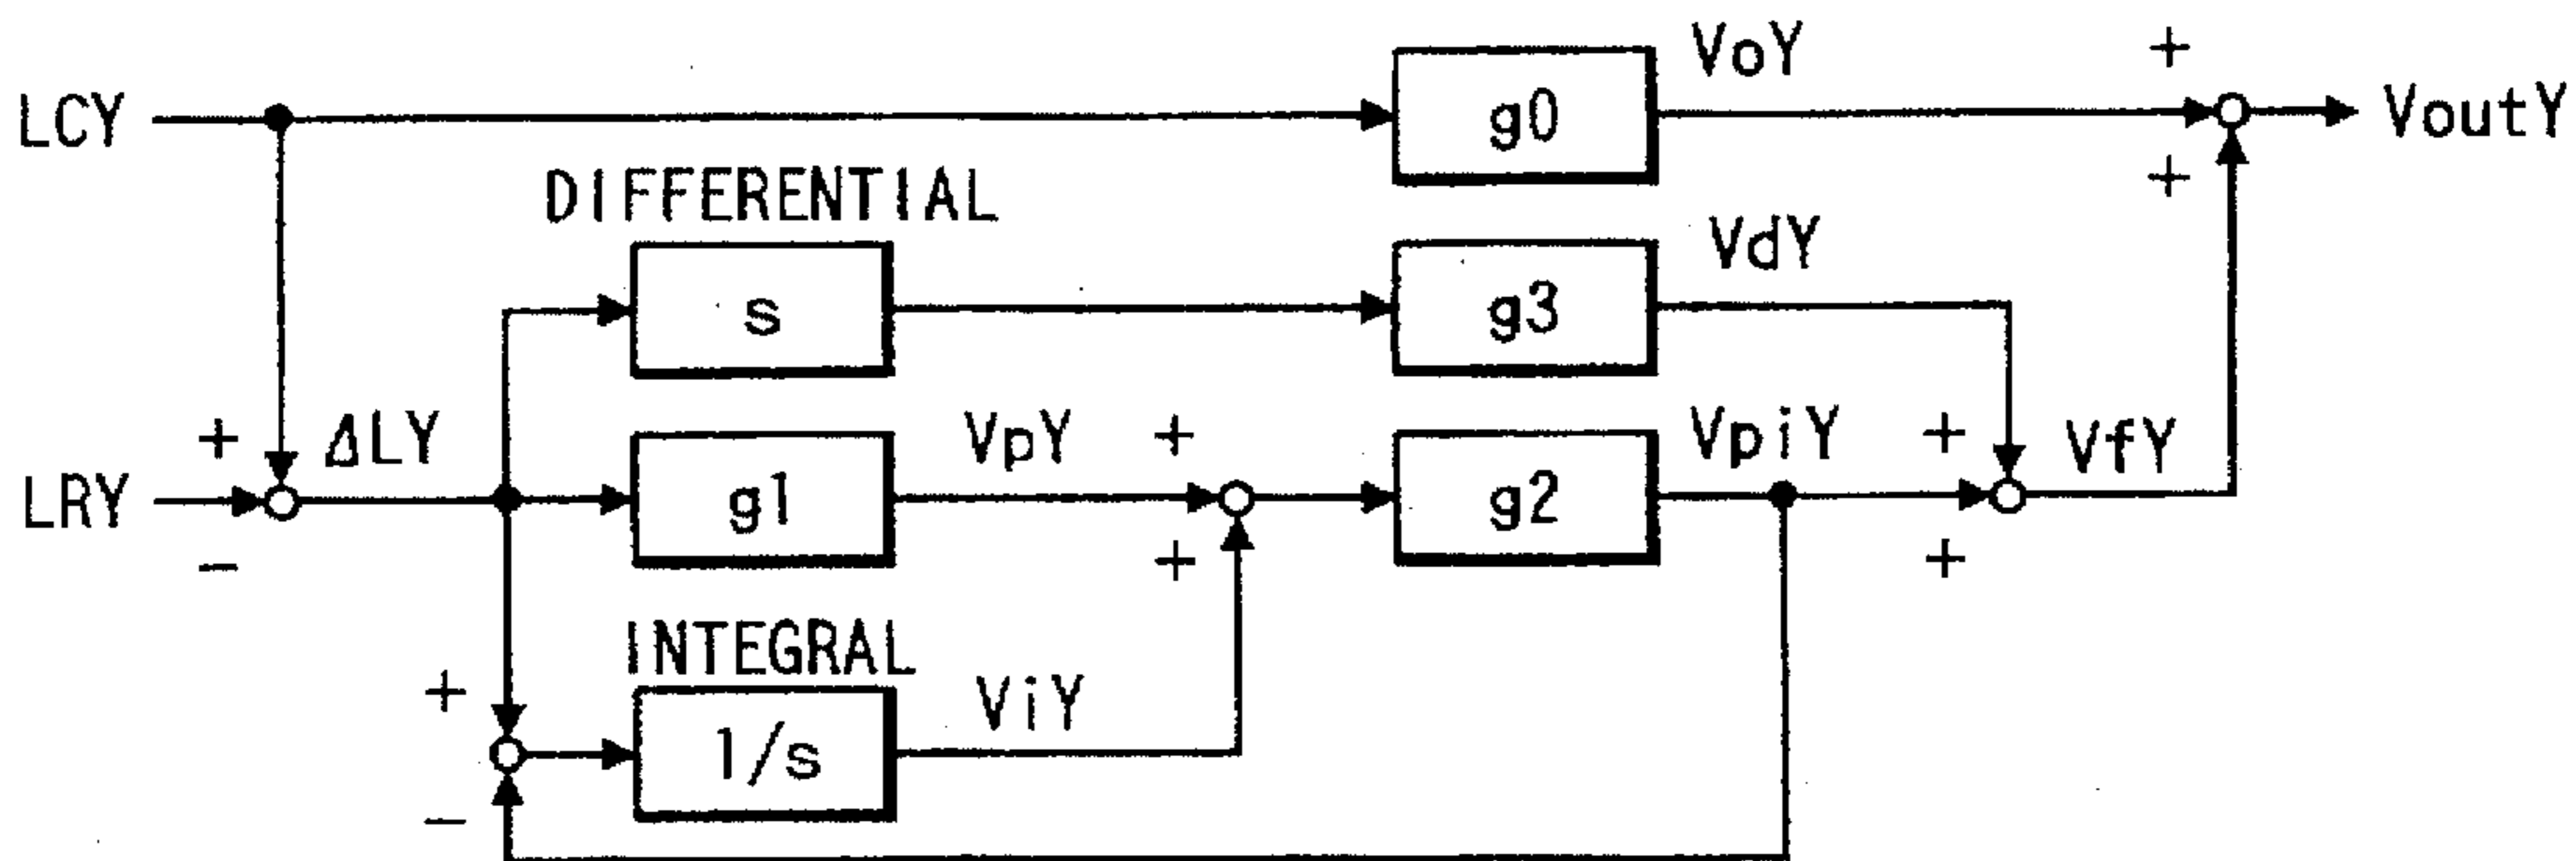 LCY
g0
VoY
+
+
VoutY
DIFFERENTIAL
s
g3
VdY
+
−
LRY
ΔLY
g1
VpY
+
+
g2
VpiY
+
+
VfY
INTEGRAL
+
−
1/s
ViY